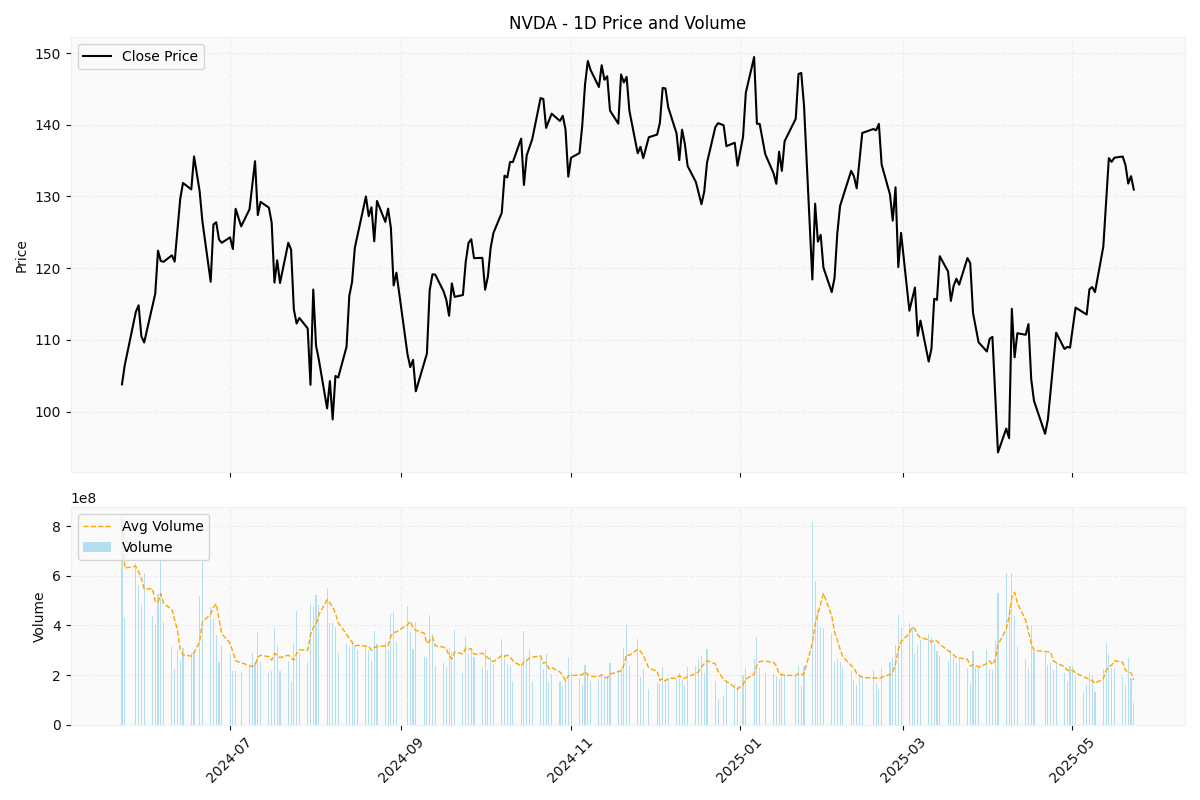 NVDA - 1D Price and Volume
Close Price
150
140
130
120
110
100
Price
1e8
Avg Volume
Volume
8
6
4
2
0
Volume
2024-07
2024-09
2024-11
2025-01
2025-03
2025-05